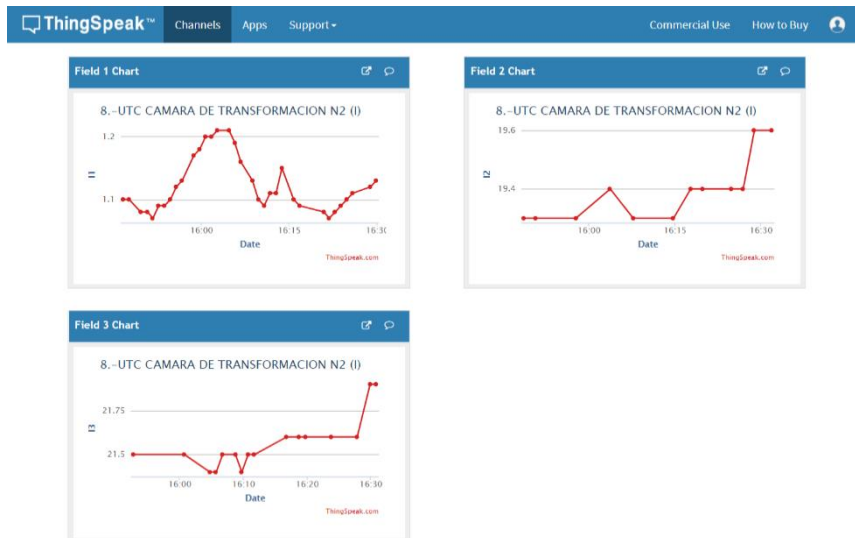 ThingSpeak™ Channels Apps Support Commercial Use How to Buy
Field 1 Chart
8.-UTC CAMARA DE TRANSFORMACION N2 (I)
1.2
I1
1.1
16:00 16:15 16:30
Date
ThingSpeak.com
Field 2 Chart
8.-UTC CAMARA DE TRANSFORMACION N2 (I)
19.6
I2
19.4
16:00 16:15 16:30
Date
ThingSpeak.com
Field 3 Chart
8.-UTC CAMARA DE TRANSFORMACION N2 (I)
21.75
I3
21.5
16:00 16:10 16:20 16:30
Date
ThingSpeak.com